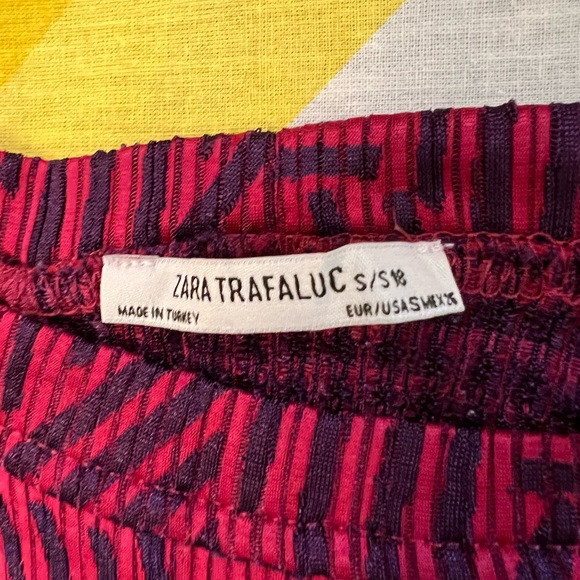 ZARA TRAFALUC S/S18
MADE IN TURKEY
EUR/USA S MEX 26